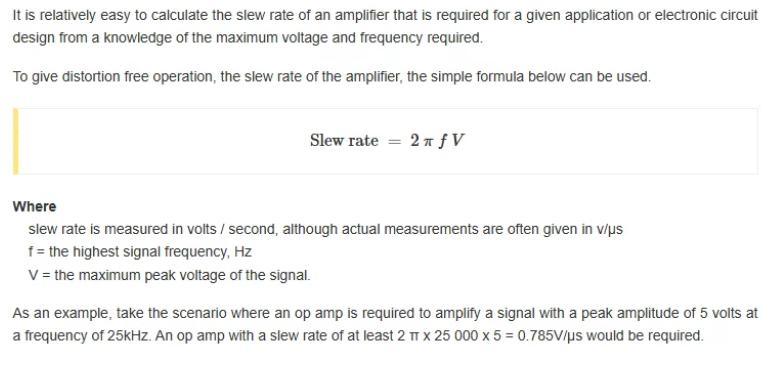 It is relatively easy to calculate the slew rate of an amplifier that is required for a given application or electronic circuit
design from a knowledge of the maximum voltage and frequency required.
To give distortion free operation, the slew rate of the amplifier, the simple formula below can be used.
Slew rate = 2 π f V
Where
slew rate is measured in volts / second, although actual measurements are often given in v/μs
f = the highest signal frequency, Hz
V = the maximum peak voltage of the signal.
As an example, take the scenario where an op amp is required to amplify a signal with a peak amplitude of 5 volts at
a frequency of 25kHz. An op amp with a slew rate of at least 2 π x 25 000 x 5 = 0.785V/μs would be required.